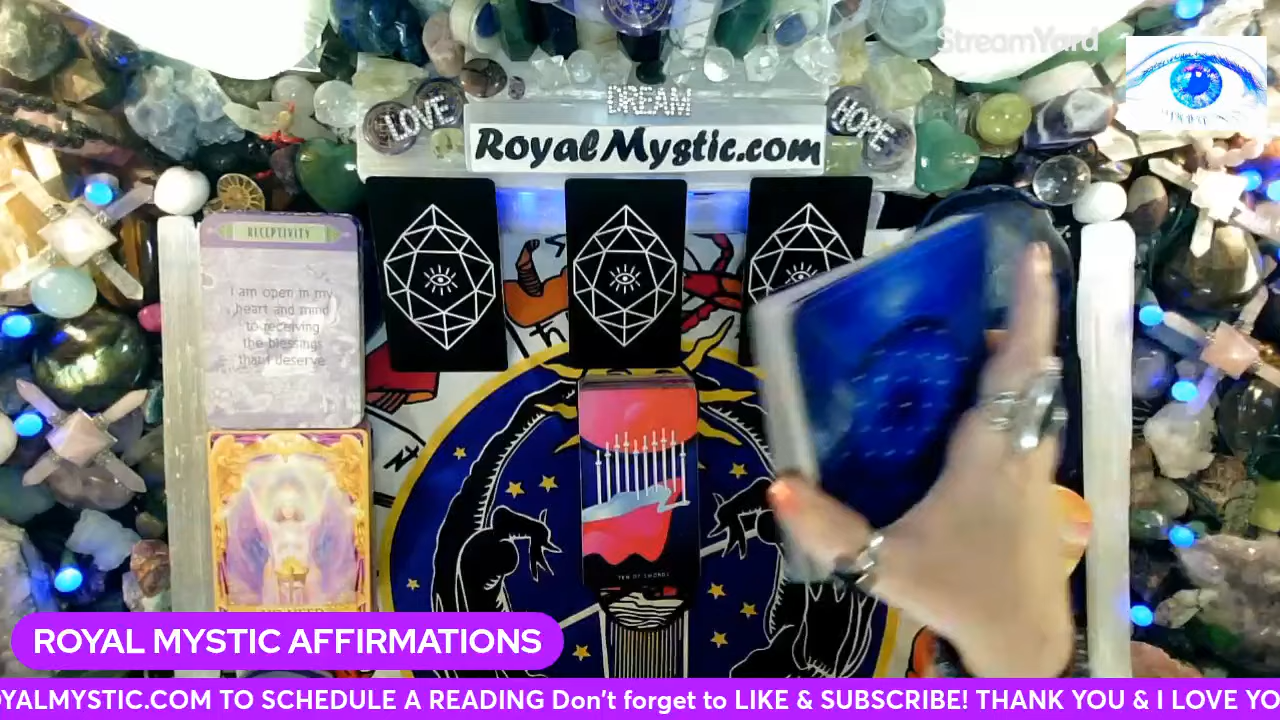 StreamYard
DREAM
LOVE
HOPE
RoyalMystic.com
RECEPTIVITY
I am open in my
heart and mind
to receiving
the blessings
that I deserve
TEN OF SWORDS
ROYAL MYSTIC AFFIRMATIONS
OYALMYSTIC.COM TO SCHEDULE A READING Don't forget to LIKE & SUBSCRIBE! THANK YOU & I LOVE YO